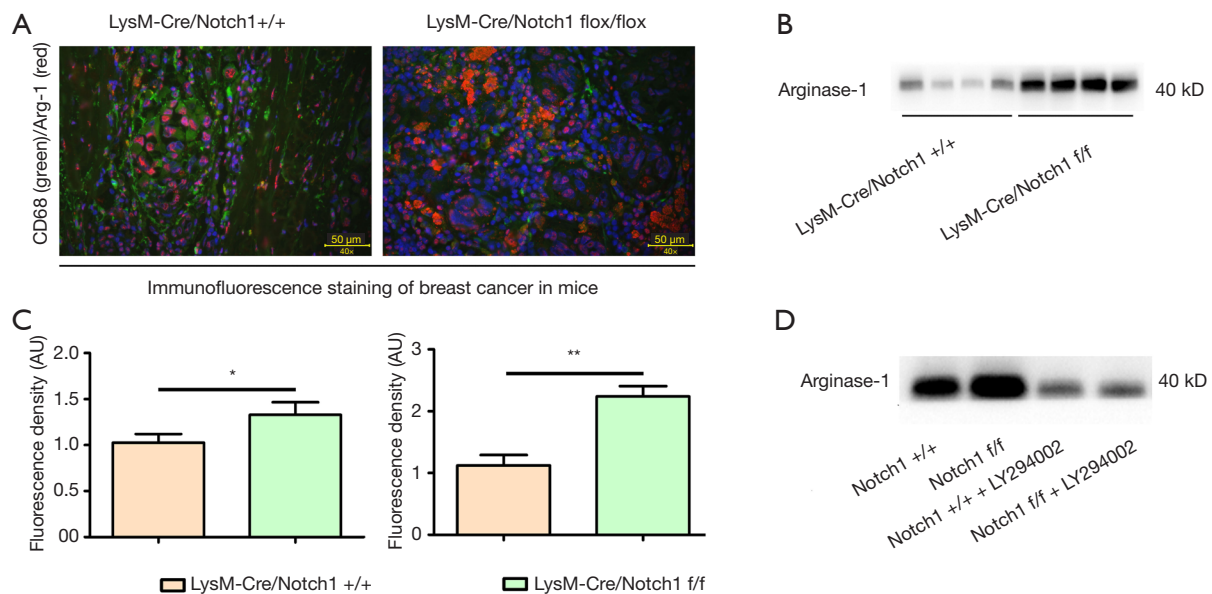 A
LysM-Cre/Notch1+/+
LysM-Cre/Notch1 flox/flox
CD68 (green)/Arg-1 (red)
50 μm
40x
50 μm
40x
Immunofluorescence staining of breast cancer in mice
B
Arginase-1
40 kD
LysM-Cre/Notch1 +/+
LysM-Cre/Notch1 f/f
C
Fluorescence density (AU)
2.0
1.5
1.0
0.5
00
*
Fluorescence density (AU)
3
2
1
0
**
LysM-Cre/Notch1 +/+
LysM-Cre/Notch1 f/f
D
Arginase-1
40 kD
Notch1 +/+
Notch1 f/f
Notch1 +/+ + LY294002
Notch1 f/f + LY294002